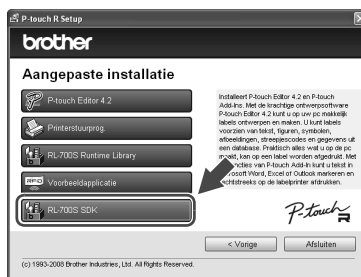 P-touch R Setup
brother
Aangepaste installatie
P-touch Editor 4.2
Printerstuurprog.
RL-700S Runtime Library
RFID Voorbeeldapplicatie
RL-700S SDK
Installeert P-touch Editor 4.2 en P-touch
Add-Ins. Met de krachtige ontwerpsoftware
P-touch Editor 4.2 kunt u op uw pc makkelijk
labels ontwerpen en maken. U kunt labels
voorzien van tekst, figuren, symbolen,
afbeeldingen, streepjescodes en gegevens uit
een database. Praktisch alles wat u op de pc
maakt, kan op een label worden afgedrukt. Met
functies van P-touch Add-In kunt u tekst in
Microsoft Word, Excel of Outlook markeren en
rechtstreeks op de labelprinter afdrukken.
P-touch R
< Vorige
Afsluiten
(c) 1993-2008 Brother Industries, Ltd. All Rights Reserved.